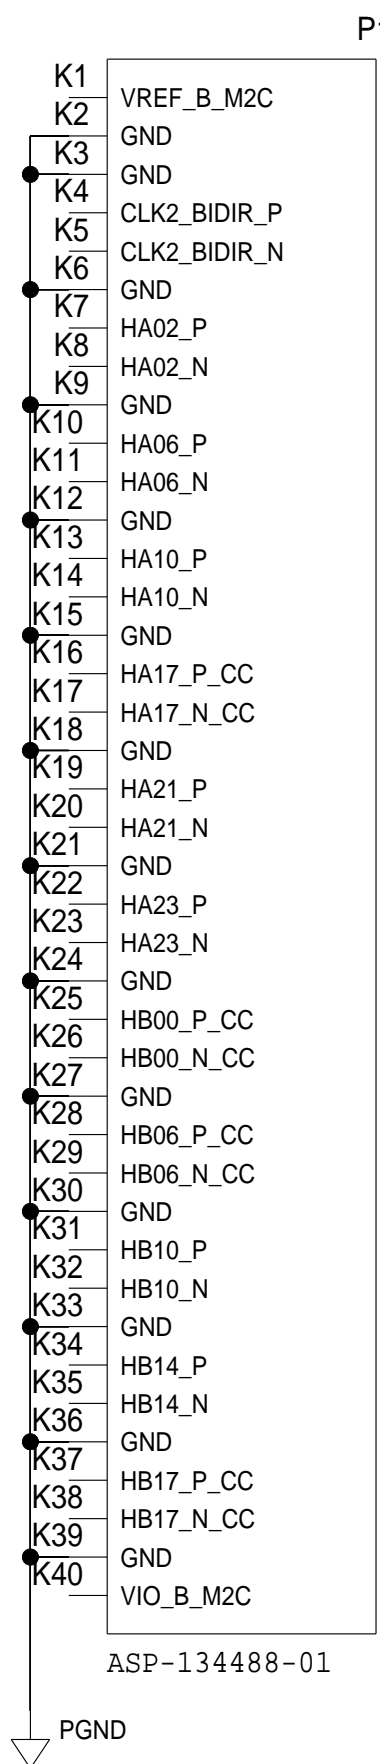 P1
K1 VREF_B_M2C
K2 GND
K3 GND
K4 CLK2_BIDIR_P
K5 CLK2_BIDIR_N
K6 GND
K7 HA02_P
K8 HA02_N
K9 GND
K10 HA06_P
K11 HA06_N
K12 GND
K13 HA10_P
K14 HA10_N
K15 GND
K16 HA17_P_CC
K17 HA17_N_CC
K18 GND
K19 HA21_P
K20 HA21_N
K21 GND
K22 HA23_P
K23 HA23_N
K24 GND
K25 HB00_P_CC
K26 HB00_N_CC
K27 GND
K28 HB06_P_CC
K29 HB06_N_CC
K30 GND
K31 HB10_P
K32 HB10_N
K33 GND
K34 HB14_P
K35 HB14_N
K36 GND
K37 HB17_P_CC
K38 HB17_N_CC
K39 GND
K40 VIO_B_M2C
ASP-134488-01
PGND